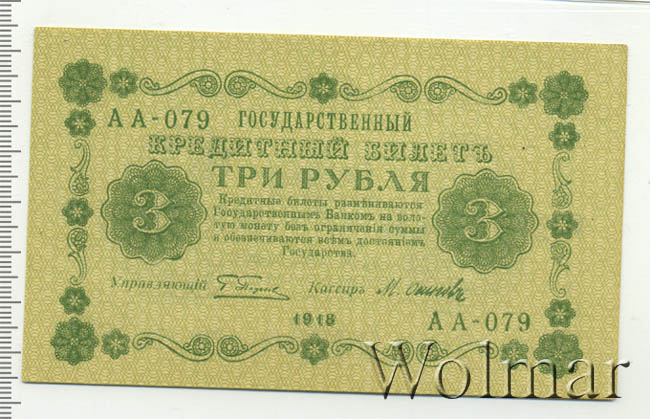 АА-079 ГОСУДАРСТВЕННЫЙ
КРЕДИТНЫЙ БИЛЕТЪ
ТРИ РУБЛЯ
3 3
Кредитные билеты размѣниваются
Государственнымъ Банкомъ на золо-
тую монету безъ ограниченія суммы
и обезпечиваются всѣмъ достояніемъ
Государства.
Управляющій Кассиръ
1918
АА-079
Wolmar